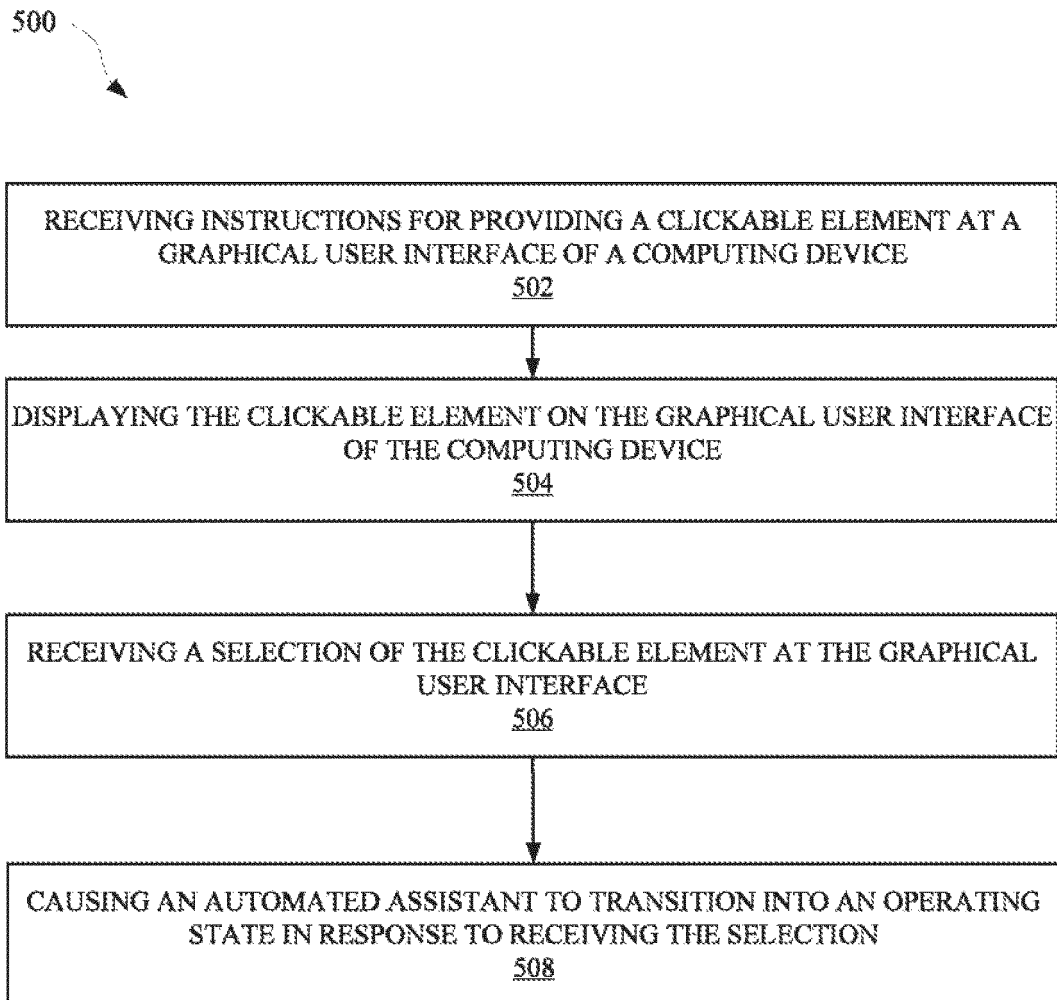 500
RECEIVING INSTRUCTIONS FOR PROVIDING A CLICKABLE ELEMENT AT A
GRAPHICAL USER INTERFACE OF A COMPUTING DEVICE
502
DISPLAYING THE CLICKABLE ELEMENT ON THE GRAPHICAL USER INTERFACE
OF THE COMPUTING DEVICE
504
RECEIVING A SELECTION OF THE CLICKABLE ELEMENT AT THE GRAPHICAL
USER INTERFACE
506
CAUSING AN AUTOMATED ASSISTANT TO TRANSITION INTO AN OPERATING
STATE IN RESPONSE TO RECEIVING THE SELECTION
508